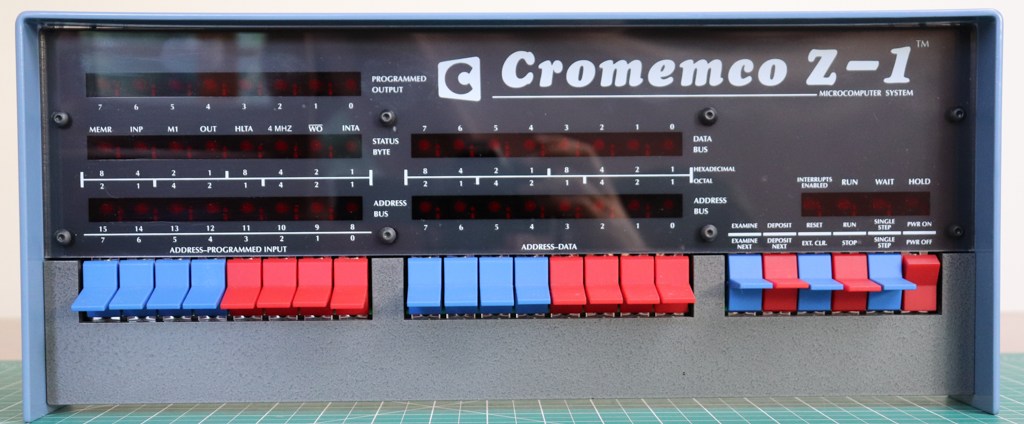 C Cromemco Z-1™
MICROCOMPUTER SYSTEM
PROGRAMMED
OUTPUT
7 6 5 4 3 2 1 0
MEMR INP M1 OUT HLTA 4 MHZ WO INTA
STATUS
BYTE
7 6 5 4 3 2 1 0
DATA
BUS
8 4 2 1 8 4 2 1
2 1 4 2 1 4 2 1
8 4 2 1 8 4 2 1
2 1 4 2 1 4 2 1
HEXADECIMAL
OCTAL
ADDRESS
BUS
ADDRESS
BUS
15 14 13 12 11 10 9 8
7 6 5 4 3 2 1 0
ADDRESS–PROGRAMMED INPUT
7 6 5 4 3 2 1 0
ADDRESS–DATA
INTERRUPTS
ENABLED
RUN WAIT HOLD
EXAMINE DEPOSIT RESET RUN SINGLE STEP PWR ON
EXAMINE NEXT DEPOSIT NEXT EXT. CLR. STOP SINGLE STEP PWR OFF